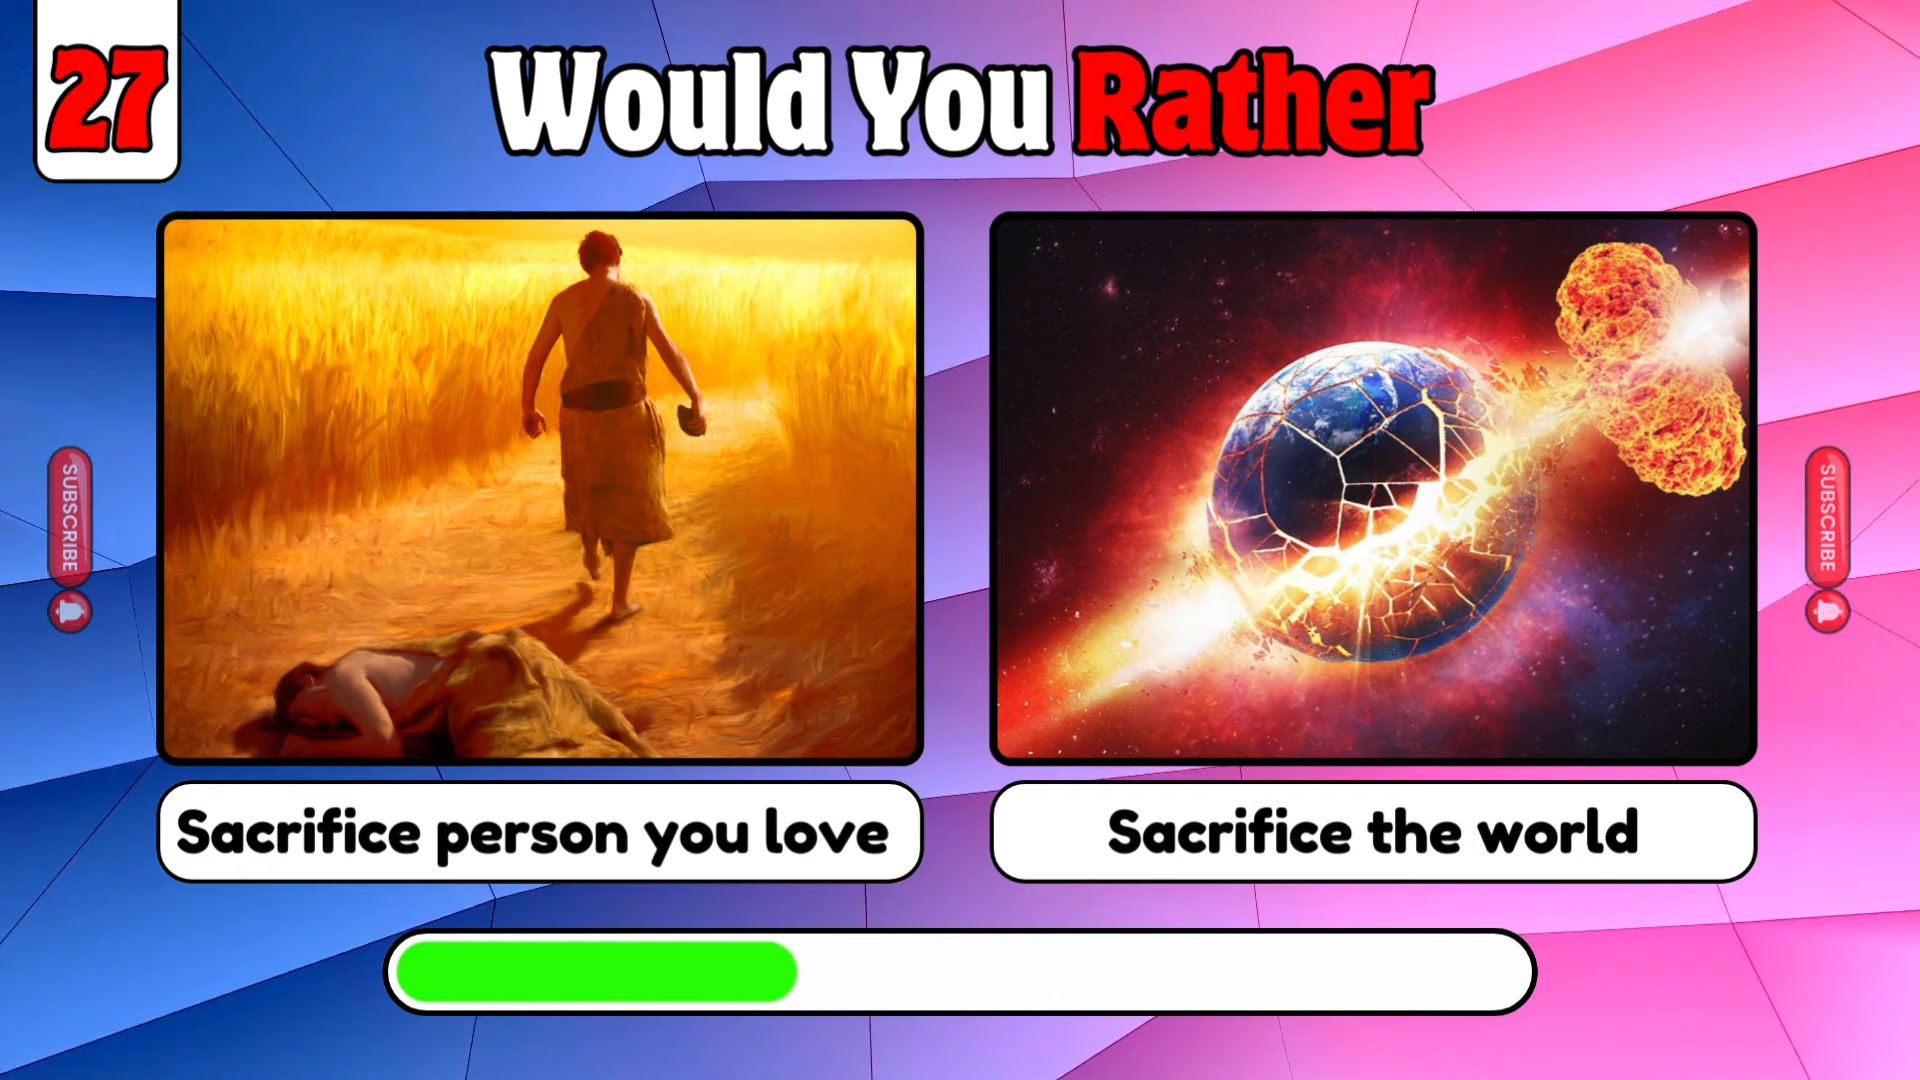 27
Would You Rather
SUBSCRIBE
SUBSCRIBE
Sacrifice person you love
Sacrifice the world